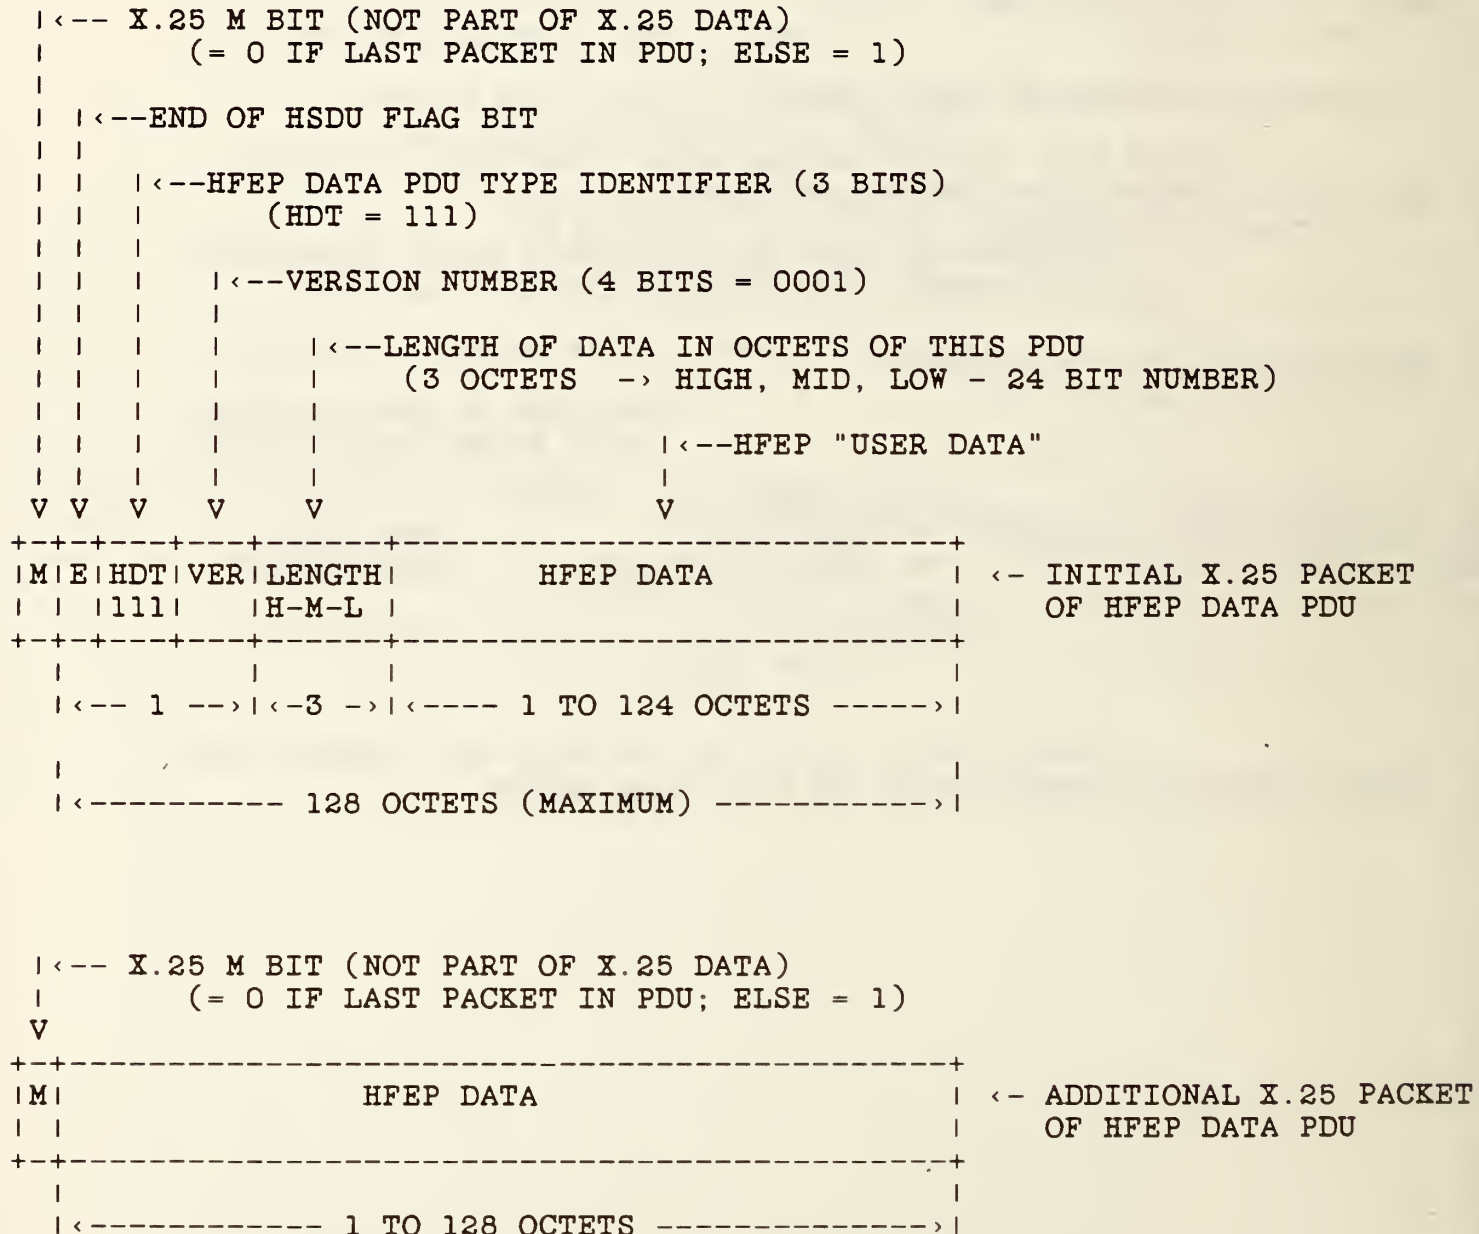 |<-- X.25 M BIT (NOT PART OF X.25 DATA)
| (= 0 IF LAST PACKET IN PDU; ELSE = 1)
|
| |<--END OF HSDU FLAG BIT
| |
| | |<--HFEP DATA PDU TYPE IDENTIFIER (3 BITS)
| | | (HDT = 111)
| | |
| | | |<--VERSION NUMBER (4 BITS = 0001)
| | | |
| | | | |<--LENGTH OF DATA IN OCTETS OF THIS PDU
| | | | | (3 OCTETS -> HIGH, MID, LOW - 24 BIT NUMBER)
| | | | |
| | | | | |<--HFEP "USER DATA"
| | | | | |
V V V V V V
+-+-+---+----+------+----------------------------+
|M|E|HDT|VER|LENGTH| HFEP DATA | <- INITIAL X.25 PACKET
| | |111| |H-M-L | | OF HFEP DATA PDU
+-+-+---+----+------+----------------------------+
| | | |
|<-- 1 -->|<-3 ->|<---- 1 TO 124 OCTETS ----->|
| |
|<---------- 128 OCTETS (MAXIMUM) ----------->|
|<-- X.25 M BIT (NOT PART OF X.25 DATA)
| (= 0 IF LAST PACKET IN PDU; ELSE = 1)
V
+-+--------------------------------------------+
|M| HFEP DATA | <- ADDITIONAL X.25 PACKET
| | | OF HFEP DATA PDU
+-+--------------------------------------------+
| |
|<------------ 1 TO 128 OCTETS -------------->|